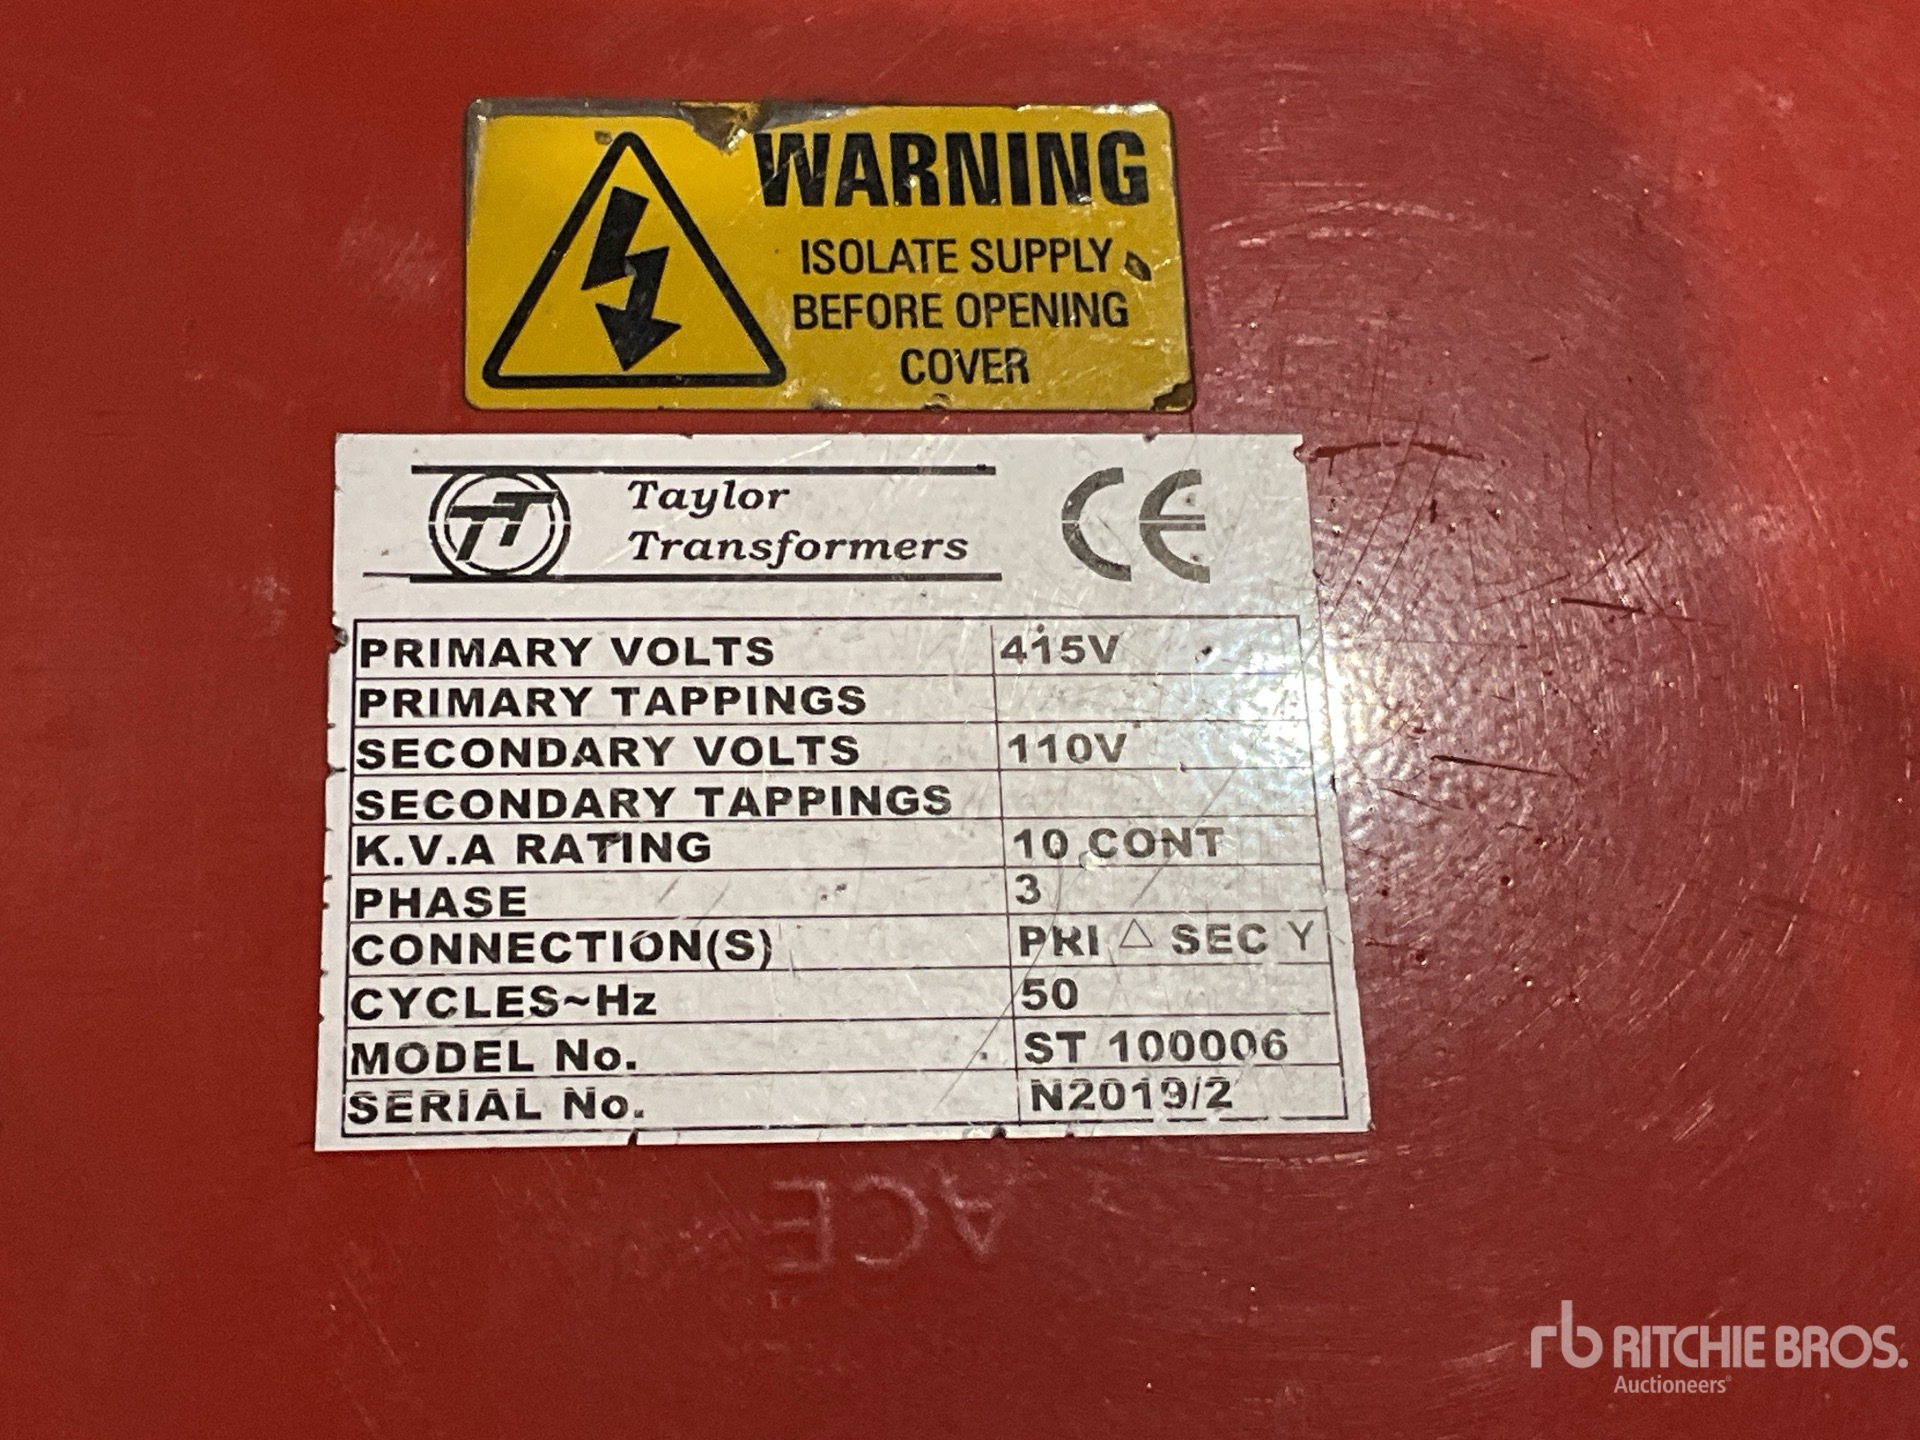 WARNING
ISOLATE SUPPLY
BEFORE OPENING
COVER
TT Taylor
Transformers
CE
PRIMARY VOLTS 415V
PRIMARY TAPPINGS
SECONDARY VOLTS 110V
SECONDARY TAPPINGS
K.V.A RATING 10 CONT
PHASE 3
CONNECTION(S) PRI △ SEC Y
CYCLES~Hz 50
MODEL No. ST 100006
SERIAL No. N2019/2
ACE
rb RITCHIE BROS.
Auctioneers